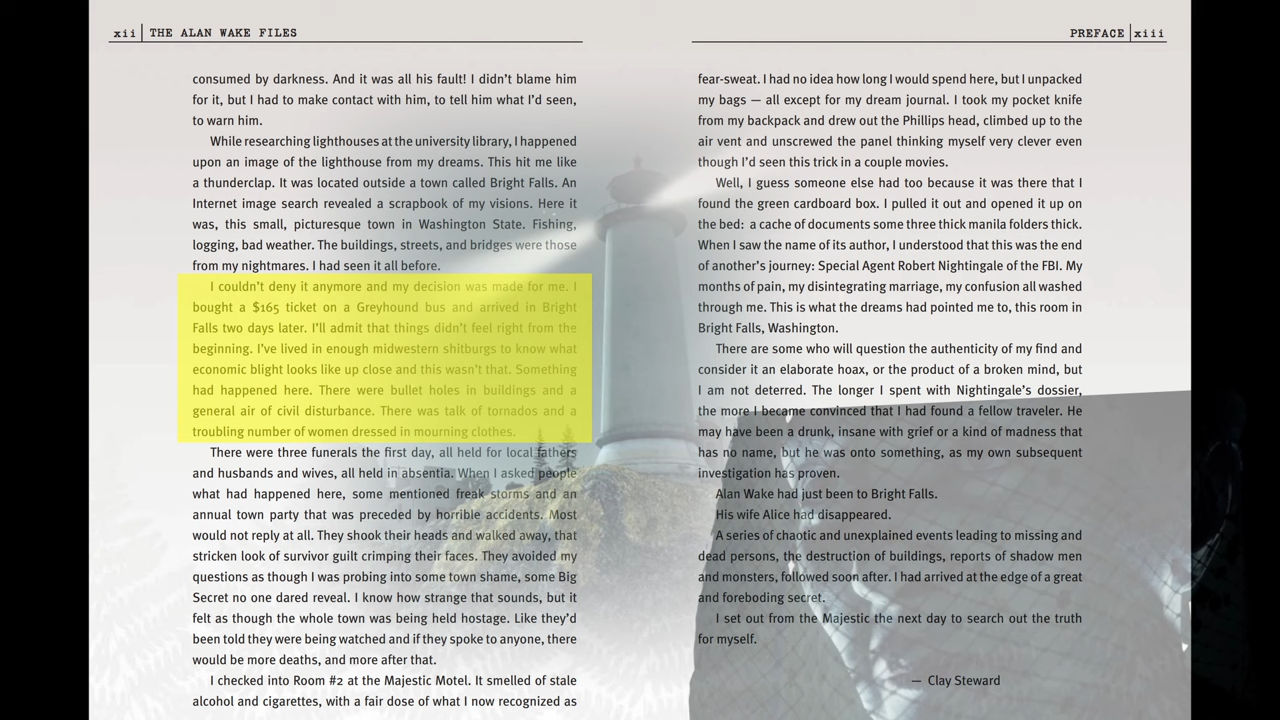 xii | THE ALAN WAKE FILES
consumed by darkness. And it was all his fault! I didn't blame him
for it, but I had to make contact with him, to tell him what I'd seen,
to warn him.
While researching lighthouses at the university library, I happened
upon an image of the lighthouse from my dreams. This hit me like
a thunderclap. It was located outside a town called Bright Falls. An
Internet image search revealed a scrapbook of my visions. Here it
was, this small, picturesque town in Washington State. Fishing,
logging, bad weather. The buildings, streets, and bridges were those
from my nightmares. I had seen it all before.
I couldn't deny it anymore and my decision was made for me. I
bought a $165 ticket on a Greyhound bus and arrived in Bright
Falls two days later. I'll admit that things didn't feel right from the
beginning. I've lived in enough midwestern shitburgs to know what
economic blight looks like up close and this wasn't that. Something
had happened here. There were bullet holes in buildings and a
general air of civil disturbance. There was talk of tornados and a
troubling number of women dressed in mourning clothes.
There were three funerals the first day, all held for local fathers
and husbands and wives, all held in absentia. When I asked people
what had happened here, some mentioned freak storms and an
annual town party that was preceded by horrible accidents. Most
would not reply at all. They shook their heads and walked away, that
stricken look of survivor guilt crimping their faces. They avoided my
questions as though I was probing into some town shame, some Big
Secret no one dared reveal. I know how strange that sounds, but it
felt as though the whole town was being held hostage. Like they'd
been told they were being watched and if they spoke to anyone, there
would be more deaths, and more after that.
I checked into Room #2 at the Majestic Motel. It smelled of stale
alcohol and cigarettes, with a fair dose of what I now recognized as
PREFACE | xiii
fear-sweat. I had no idea how long I would spend here, but I unpacked
my bags — all except for my dream journal. I took my pocket knife
from my backpack and drew out the Phillips head, climbed up to the
air vent and unscrewed the panel thinking myself very clever even
though I'd seen this trick in a couple movies.
Well, I guess someone else had too because it was there that I
found the green cardboard box. I pulled it out and opened it up on
the bed: a cache of documents some three thick manila folders thick.
When I saw the name of its author, I understood that this was the end
of another's journey: Special Agent Robert Nightingale of the FBI. My
months of pain, my disintegrating marriage, my confusion all washed
through me. This is what the dreams had pointed me to, this room in
Bright Falls, Washington.
There are some who will question the authenticity of my find and
consider it an elaborate hoax, or the product of a broken mind, but
I am not deterred. The longer I spent with Nightingale's dossier,
the more I became convinced that I had found a fellow traveler. He
may have been a drunk, insane with grief or a kind of madness that
has no name, but he was onto something, as my own subsequent
investigation has proven.
Alan Wake had just been to Bright Falls.
His wife Alice had disappeared.
A series of chaotic and unexplained events leading to missing and
dead persons, the destruction of buildings, reports of shadow men
and monsters, followed soon after. I had arrived at the edge of a great
and foreboding secret.
I set out from the Majestic the next day to search out the truth
for myself.
— Clay Steward